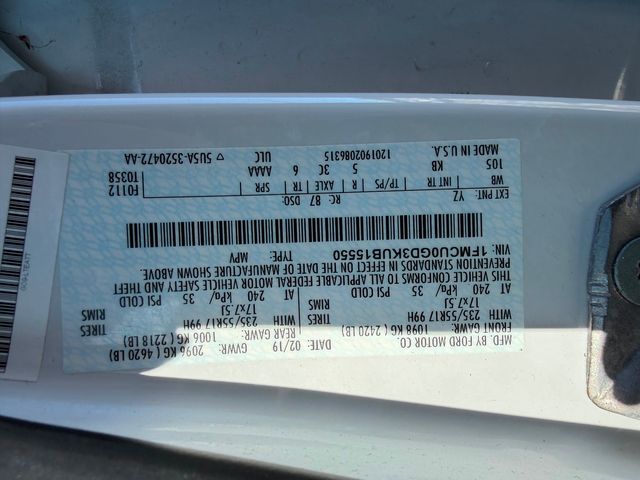 MFG. BY FORD MOTOR CO.
DATE: 02/19 GVWR: 2096 KG ( 4620 LB)
FRONT GAWR: 1098 KG ( 2420 LB) REAR GAWR: 1006 KG ( 2218 LB)
WITH 235/55R17 99H TIRES WITH 235/55R17 99H TIRES
17x7.5J RIMS 17x7.5J RIMS
AT 240 kPa/ 35 PSI COLD AT 240 kPa/ 35 PSI COLD
THIS VEHICLE CONFORMS TO ALL APPLICABLE FEDERAL MOTOR VEHICLE SAFETY AND THEFT
PREVENTION STANDARDS IN EFFECT ON THE DATE OF MANUFACTURE SHOWN ABOVE.
VIN: 1FMCU0GD3KUB15550
TYPE: MPV
EXT PNT: YZ RC: 87 DSO: F0112
WB INT TR TP/PS R AXLE TR SPR T0358
105 KB 5 3C 6 AAAA
MADE IN U.S.A. 1201902086315 ULC ▽ 5U5A-3520472-AA